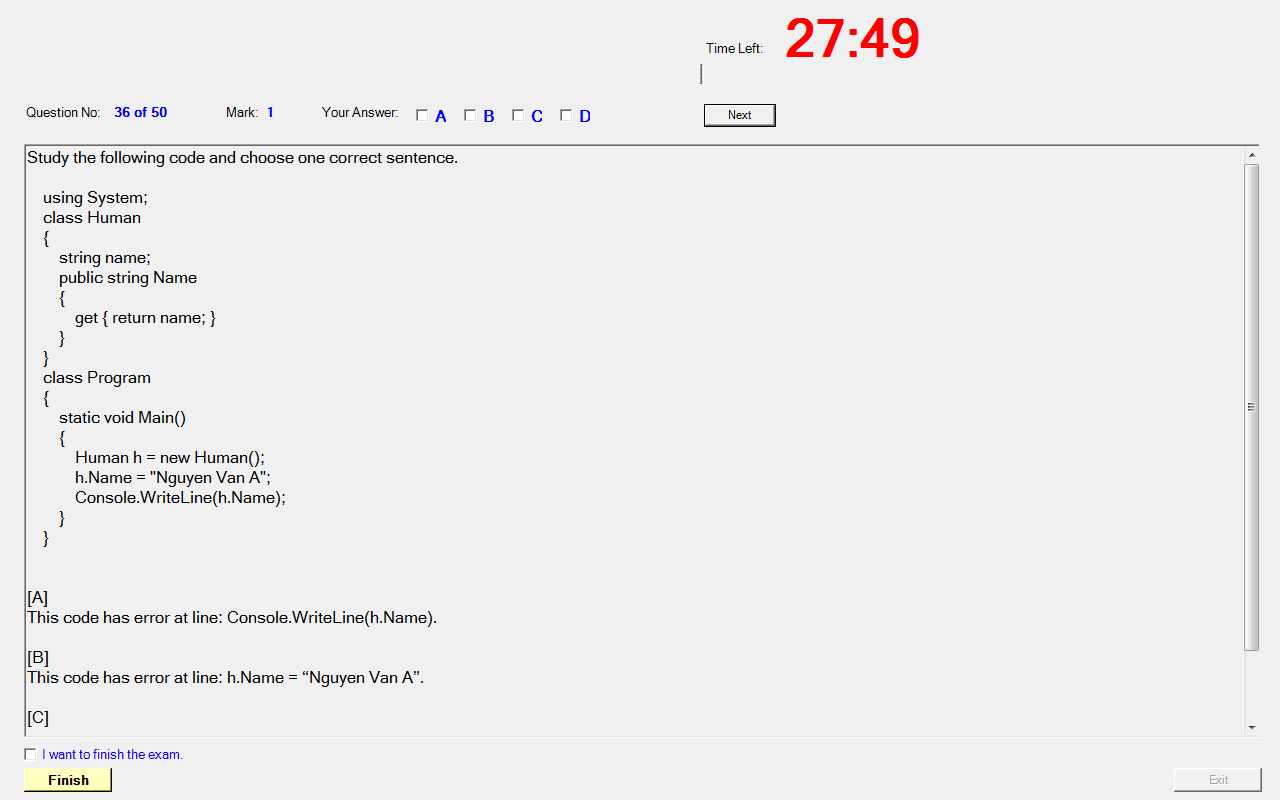 Time Left: 27:49
Question No: 36 of 50 Mark: 1 Your Answer: A B C D Next
Study the following code and choose one correct sentence.
using System;
class Human
{
string name;
public string Name
{
get { return name; }
}
}
class Program
{
static void Main()
{
Human h = new Human();
h.Name = "Nguyen Van A";
Console.WriteLine(h.Name);
}
}
[A]
This code has error at line: Console.WriteLine(h.Name).
[B]
This code has error at line: h.Name = “Nguyen Van A”.
[C]
I want to finish the exam.
Finish Exit